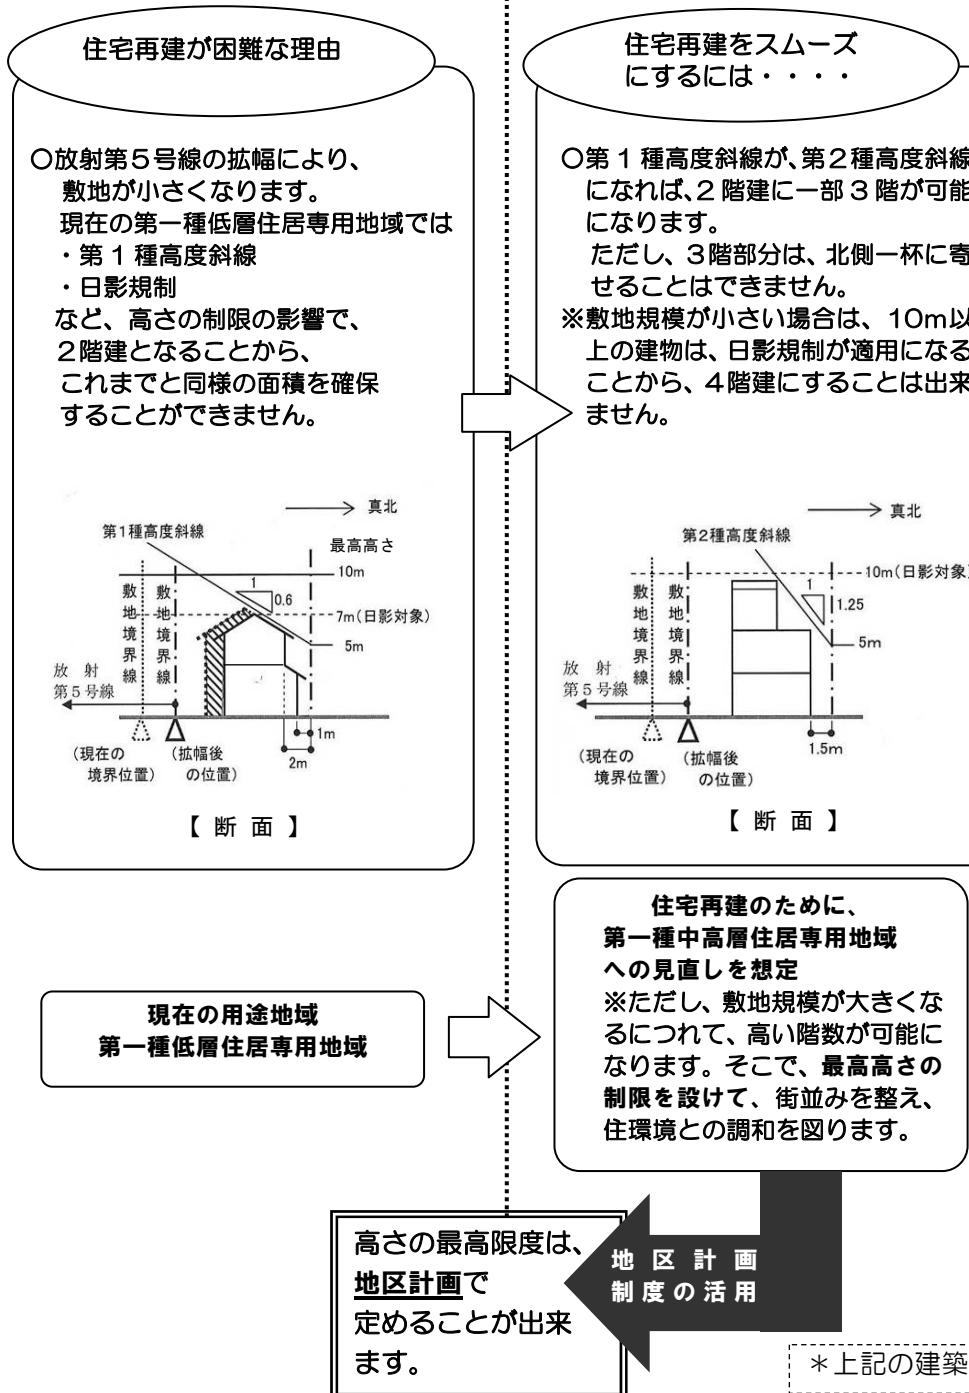 住宅再建が困難な理由
○放射第５号線の拡幅により、
敷地が小さくなります。
現在の第一種低層住居専用地域では
・第１種高度斜線
・日影規制
など、高さの制限の影響で、
２階建となることから、
これまでと同様の面積を確保
することができません。
真北
第1種高度斜線
最高高さ
10m
1
0.6
7m(日影対象)
5m
敷地境界線
敷地境界線
放 射
第５号線
1m
2m
(現在の
境界位置)
(拡幅後
の位置)
【 断 面 】
住宅再建をスムーズ
にするには・・・・
○第１種高度斜線が、第２種高度斜線
になれば、２階建に一部３階が可能
になります。
ただし、３階部分は、北側一杯に寄
せることはできません。
※敷地規模が小さい場合は、10ｍ以
上の建物は、日影規制が適用になる
ことから、４階建にすることは出来
ません。
真北
第2種高度斜線
10m(日影対象)
1
1.25
5m
敷地境界線
敷地境界線
放 射
第５号線
1.5m
(現在の
境界位置)
(拡幅後
の位置)
【 断 面 】
現在の用途地域
第一種低層住居専用地域
住宅再建のために、
第一種中高層住居専用地域
への見直しを想定
※ただし、敷地規模が大きくな
るにつれて、高い階数が可能に
なります。そこで、最高高さの
制限を設けて、街並みを整え、
住環境との調和を図ります。
地 区 計 画
制度の活用
高さの最高限度は、
地区計画で
定めることが出来
ます。
＊上記の建築